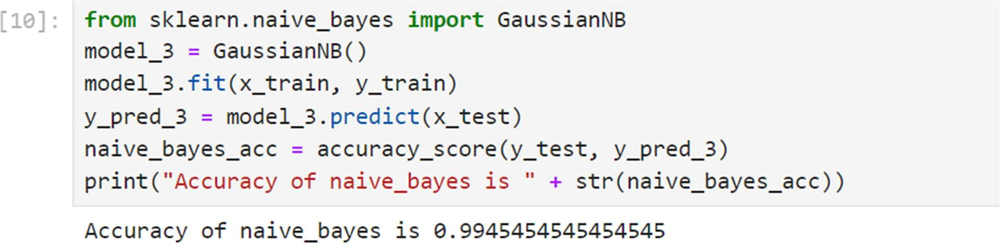 [10]: from sklearn.naive_bayes import GaussianNB
model_3 = GaussianNB()
model_3.fit(x_train, y_train)
y_pred_3 = model_3.predict(x_test)
naive_bayes_acc = accuracy_score(y_test, y_pred_3)
print("Accuracy of naive_bayes is " + str(naive_bayes_acc))
Accuracy of naive_bayes is 0.9945454545454545